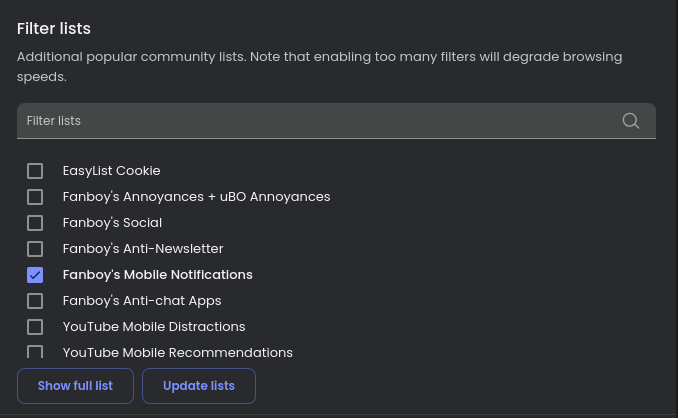 Filter lists
Additional popular community lists. Note that enabling too many filters will degrade browsing
speeds.
Filter lists
EasyList Cookie
Fanboy's Annoyances + uBO Annoyances
Fanboy's Social
Fanboy's Anti-Newsletter
Fanboy's Mobile Notifications
Fanboy's Anti-chat Apps
YouTube Mobile Distractions
YouTube Mobile Recommendations
Show full list
Update lists